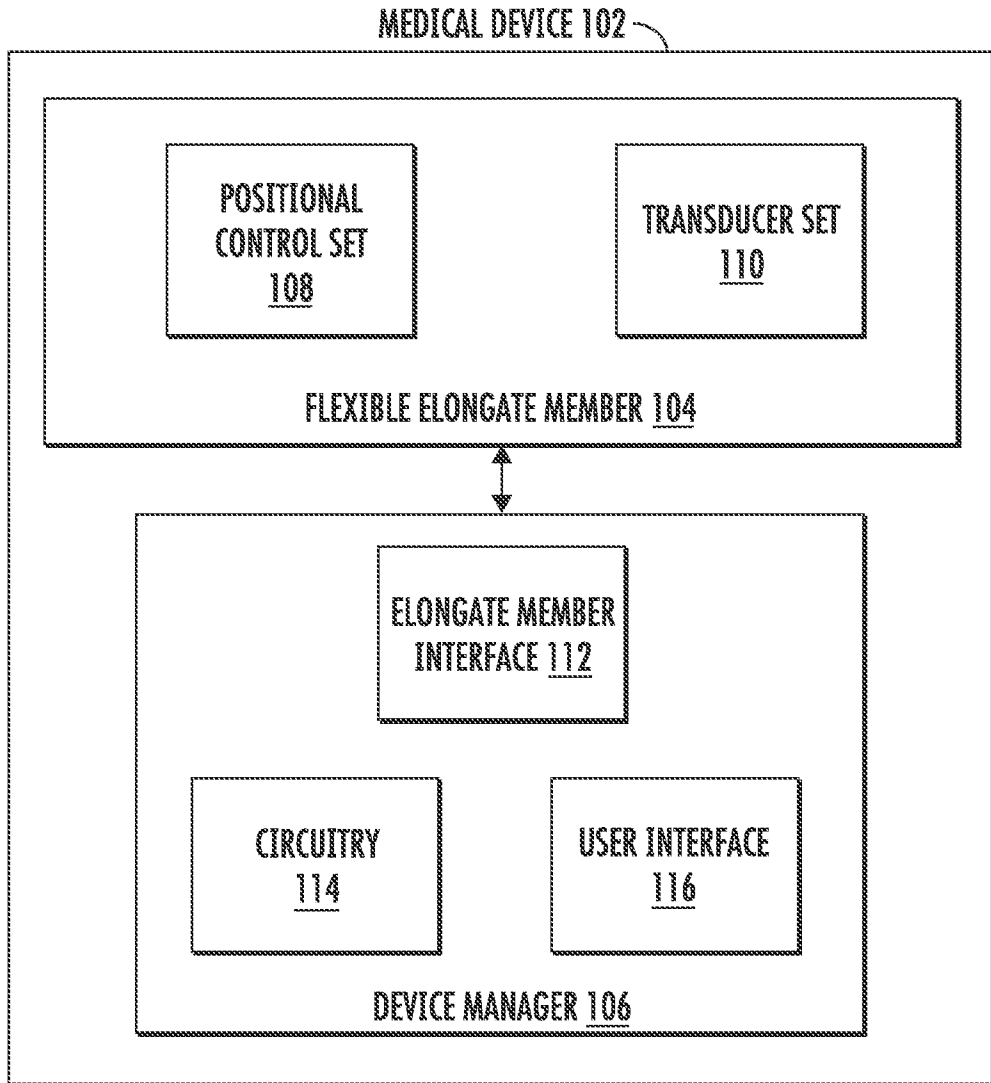 MEDICAL DEVICE 102
POSITIONAL
CONTROL SET
108
TRANSDUCER SET
110
FLEXIBLE ELONGATE MEMBER 104
ELONGATE MEMBER
INTERFACE 112
CIRCUITRY
114
USER INTERFACE
116
DEVICE MANAGER 106